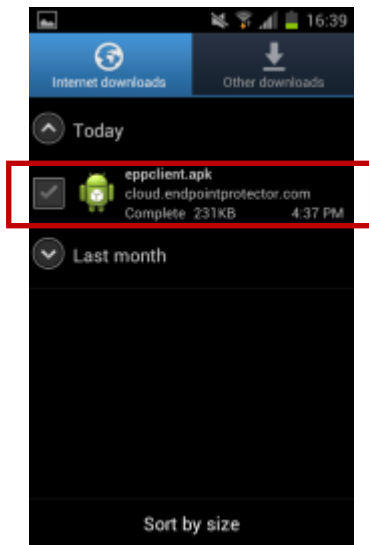 16:39
Internet downloads
Other downloads
Today
eppclient.apk
cloud.endpointprotector.com
Complete 231KB 4:37 PM
Last month
Sort by size